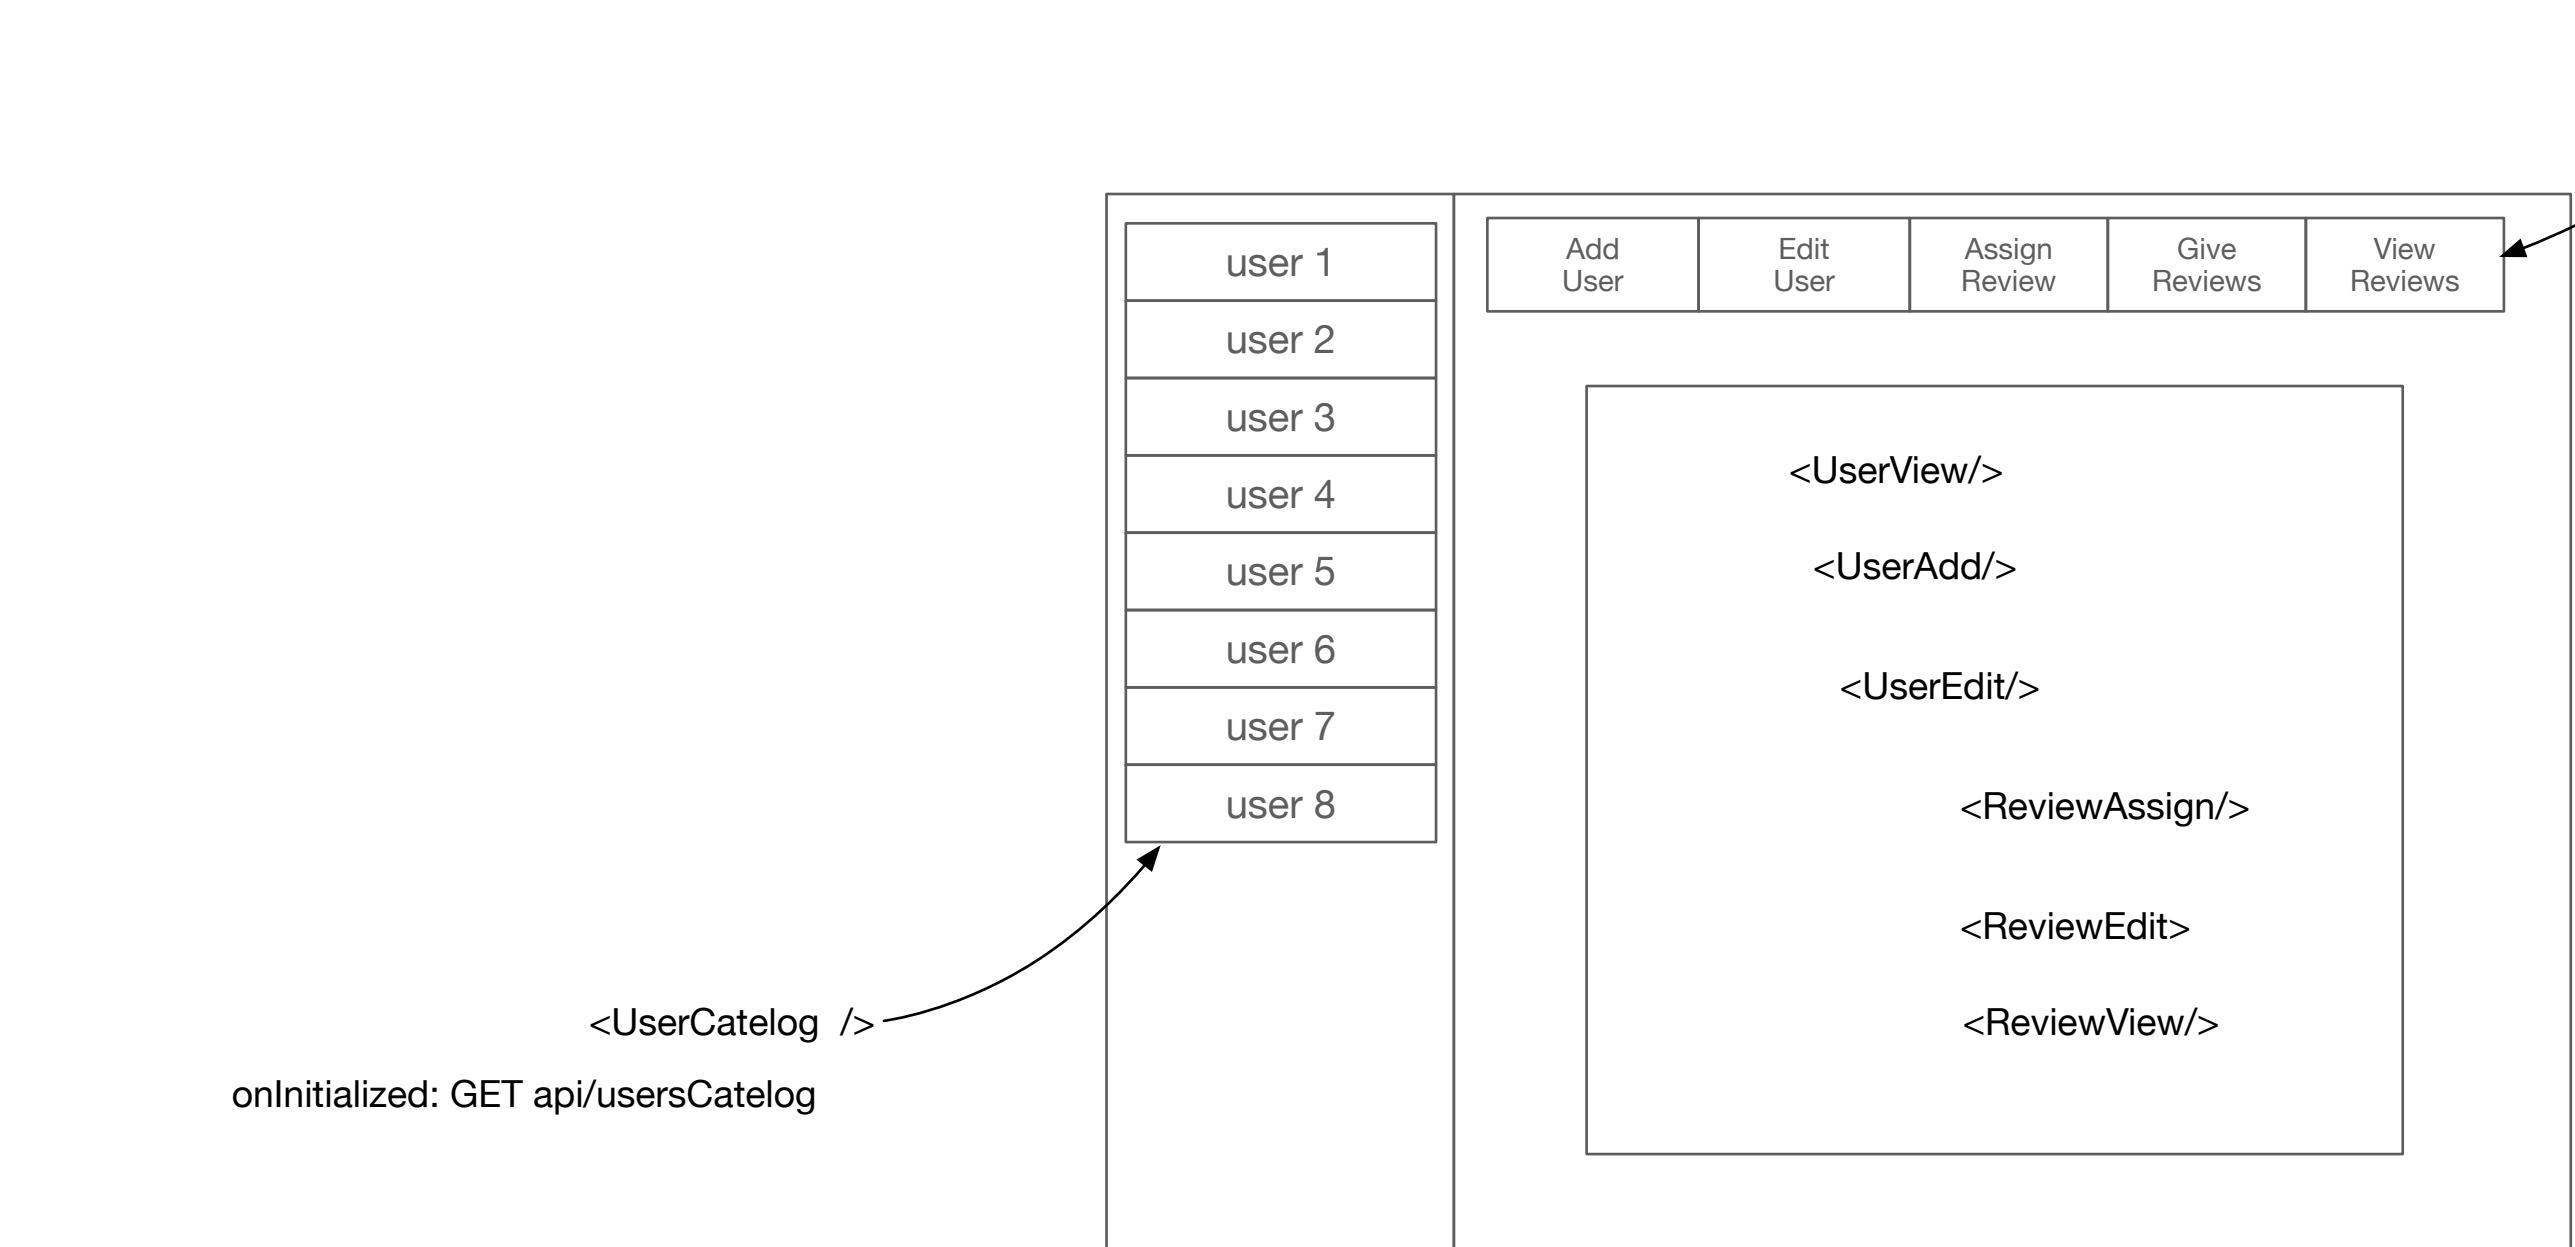 user 1
user 2
user 3
user 4
user 5
user 6
user 7
user 8
Add
User
Edit
User
Assign
Review
Give
Reviews
View
Reviews
<UserView/>
<UserAdd/>
<UserEdit/>
<ReviewAssign/>
<ReviewEdit>
<ReviewView/>
<UserCatelog  />
onInitialized: GET api/usersCatelog